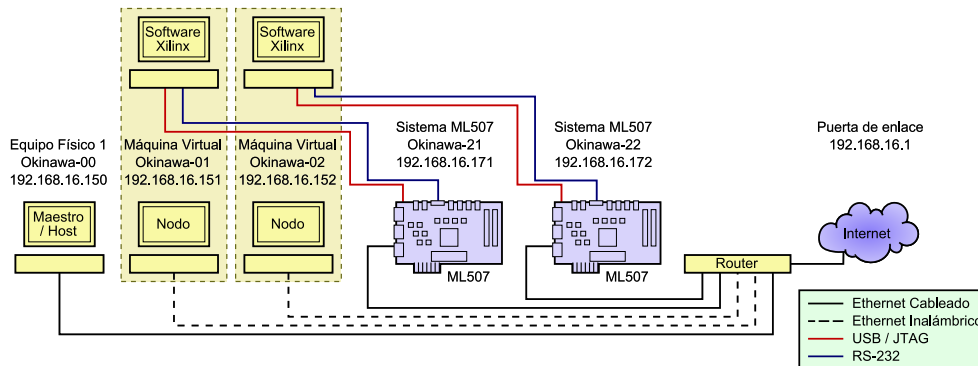 Software
Xilinx
Software
Xilinx
Equipo Físico 1
Okinawa-00
192.168.16.150
Máquina Virtual
Okinawa-01
192.168.16.151
Máquina Virtual
Okinawa-02
192.168.16.152
Sistema ML507
Okinawa-21
192.168.16.171
Sistema ML507
Okinawa-22
192.168.16.172
Puerta de enlace
192.168.16.1
Maestro
/ Host
Nodo
Nodo
ML507
ML507
Router
Internet
Ethernet Cableado
Ethernet Inalámbrico
USB / JTAG
RS-232